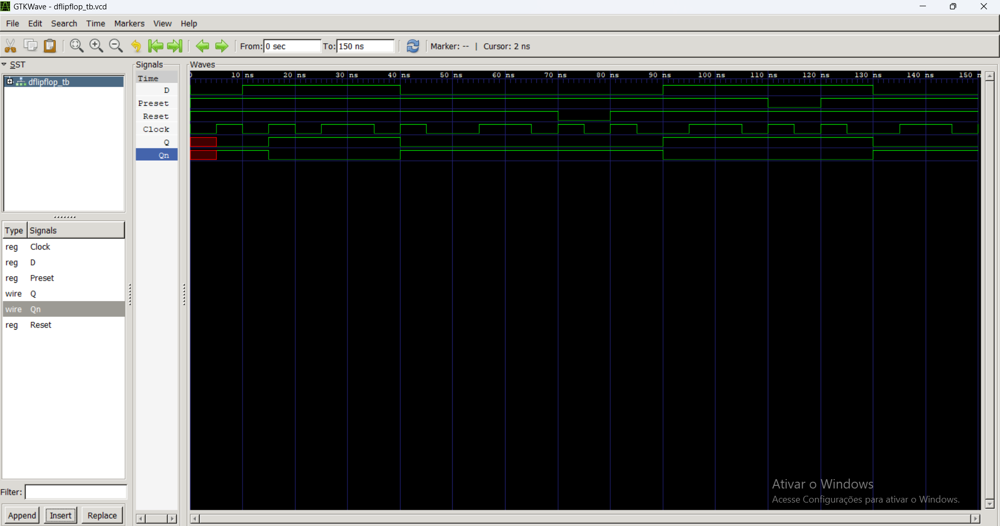 GTKWave - dflipflop_tb.vcd
File Edit Search Time Markers View Help
From: 0 sec To: 150 ns Marker: -- | Cursor: 2 ns
SST
dflipflop_tb
Type Signals
reg Clock
reg D
reg Preset
wire Q
wire Qn
reg Reset
Filter:
Append Insert Replace
Signals
Time
D
Preset
Reset
Clock
Q
Qn
Waves
10 ns 20 ns 30 ns 40 ns 50 ns 60 ns 70 ns 80 ns 90 ns 100 ns 110 ns 120 ns 130 ns 140 ns 150 n
Ativar o Windows
Acesse Configurações para ativar o Windows.